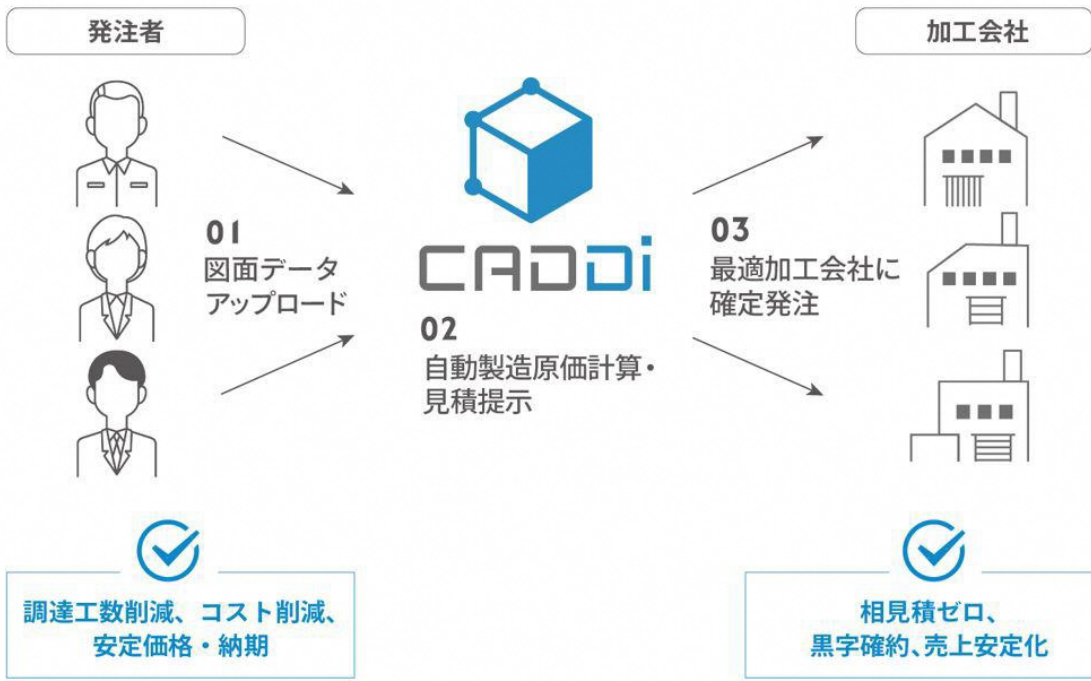 発注者
加工会社
01
図面データ
アップロード
CADDi
02
自動製造原価計算・
見積提示
03
最適加工会社に
確定発注
調達工数削減、コスト削減、
安定価格・納期
相見積ゼロ、
黒字確約、売上安定化